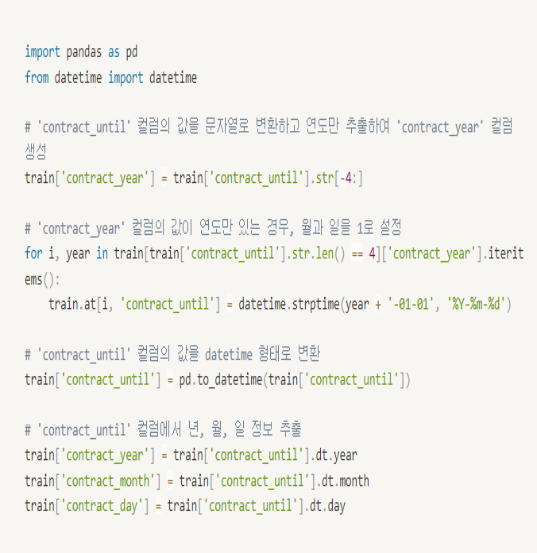 import pandas as pd
from datetime import datetime
# 'contract_until' 컬럼의 값을 문자열로 변환하고 연도만 추출하여 'contract_year' 컬럼
생성
train['contract_year'] = train['contract_until'].str[-4:]
# 'contract_year' 컬럼의 값이 연도만 있는 경우, 월과 일을 1로 설정
for i, year in train[train['contract_until'].str.len() == 4]['contract_year'].iterit
ems():
    train.at[i, 'contract_until'] = datetime.strptime(year + '-01-01', '%Y-%m-%d')
# 'contract_until' 컬럼의 값을 datetime 형태로 변환
train['contract_until'] = pd.to_datetime(train['contract_until'])
# 'contract_until' 컬럼에서 년, 월, 일 정보 추출
train['contract_year'] = train['contract_until'].dt.year
train['contract_month'] = train['contract_until'].dt.month
train['contract_day'] = train['contract_until'].dt.day